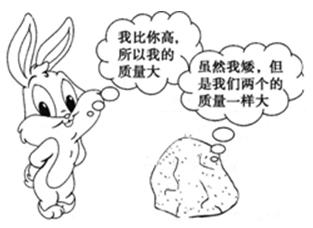 我比你高，
所以我的
质量大
虽然我矮，但
是我们两个的
质量一样大